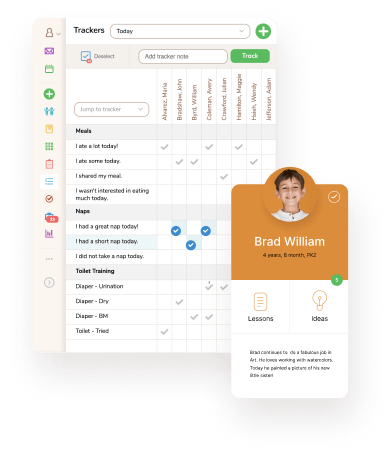 Trackers
Today
Deselect
Add tracker note
Track
Jump to tracker
Alvarez, Maria
Bradshaw, John
Byrd, William
Coleman, Avery
Crawford, Julian
Hamilton, Maggie
Haish, Wendy
Jefferson, Adam
Meals
I ate a lot today!
I ate some today.
I shared my meal.
I wasn't interested in eating
much today.
Naps
I had a great nap today!
I had a short nap today.
I did not take a nap today.
Toilet Training
Diaper - Urination
Diaper - Dry
Diaper - BM
Toilet - Tried
33
Brad William
4 years, 8 month, PK2
5
Lessons
Ideas
Brad continues to do a fabulous job in
Art. He loves working with watercolors.
Today he painted a picture of his new
little sister!